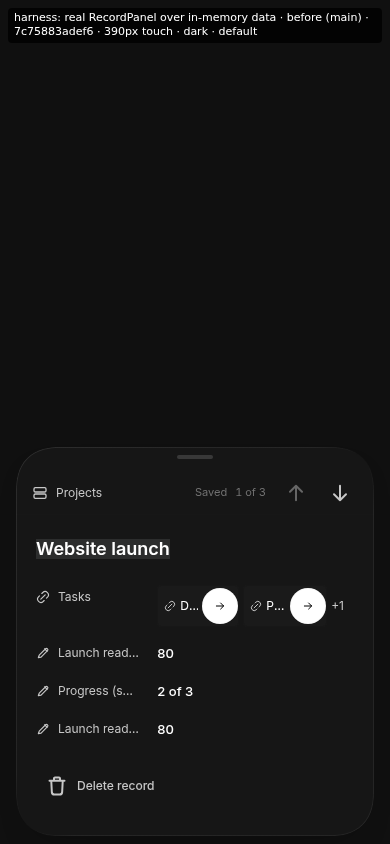 harness: real RecordPanel over in-memory data · before (main) ·
7c75883adef6 · 390px touch · dark · default
Projects
Saved 1 of 3
Website launch
Tasks
D...
P...
+1
Launch read...
80
Progress (s...
2 of 3
Launch read...
80
Delete record